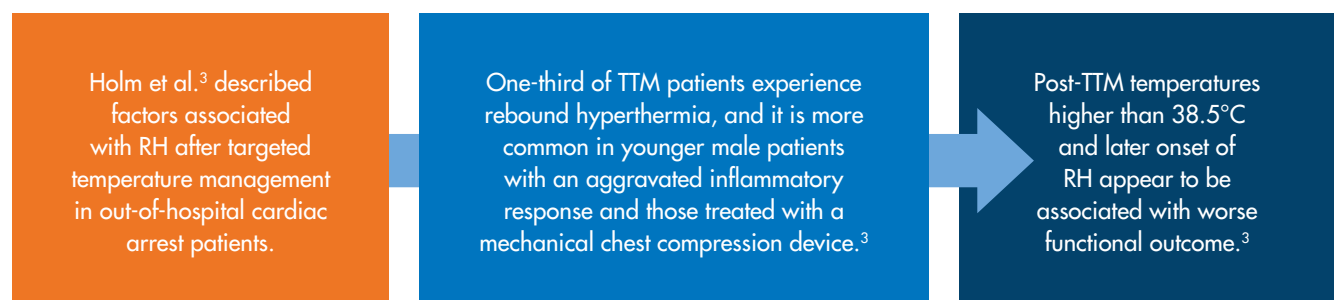 Holm et al.³ described
factors associated
with RH after targeted
temperature management
in out-of-hospital cardiac
arrest patients.
One-third of TTM patients experience
rebound hyperthermia, and it is more
common in younger male patients
with an aggravated inflammatory
response and those treated with a
mechanical chest compression device.³
Post-TTM temperatures
higher than 38.5°C
and later onset of
RH appear to be
associated with worse
functional outcome.³